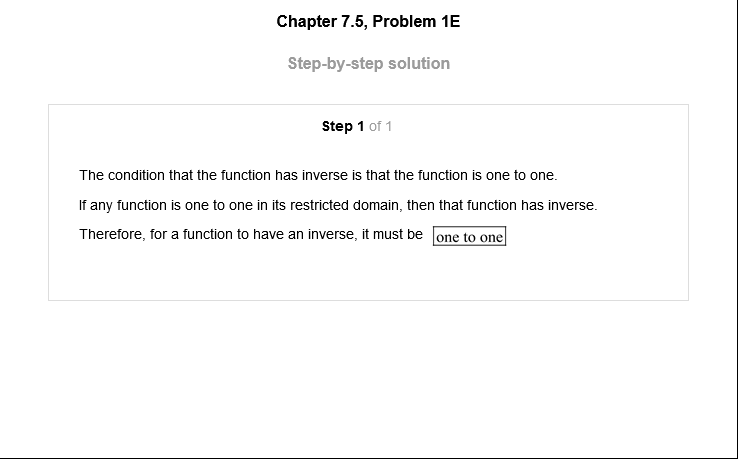 Chapter 7.5, Problem 1E
Step-by-step solution
Step 1 of 1
The condition that the function has inverse is that the function is one to one.
If any function is one to one in its restricted domain, then that function has inverse.
Therefore, for a function to have an inverse, it must be one to one